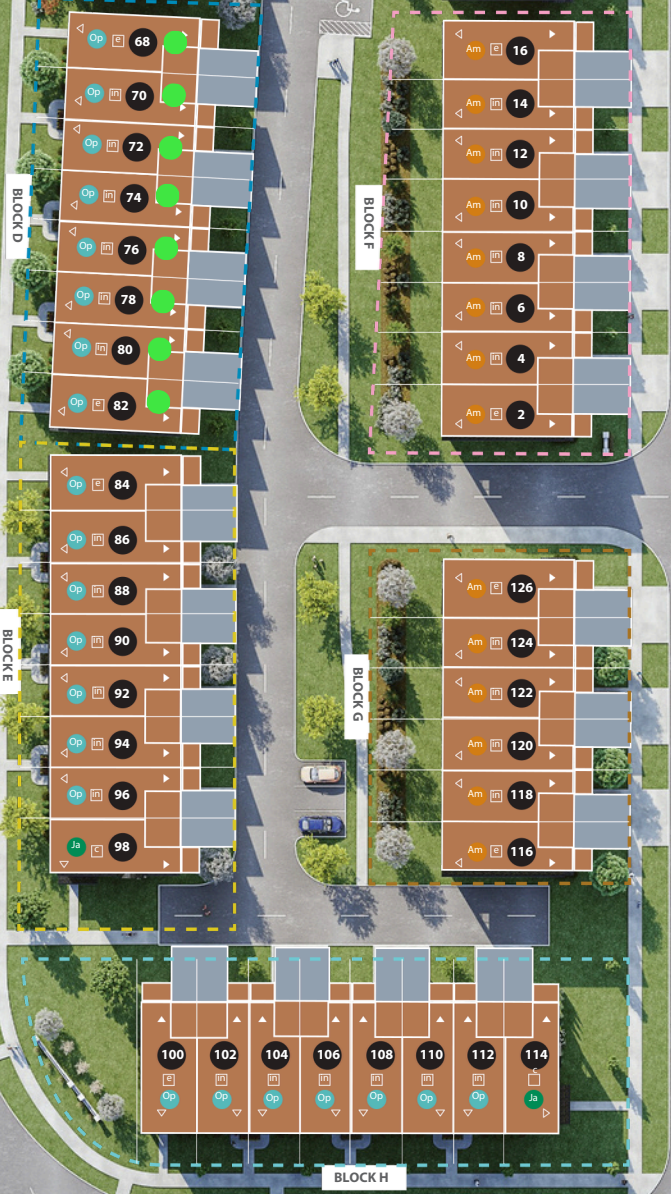 Op e 68
Op in 70
Op in 72
Op in 74
Op in 76
Op in 78
Op in 80
Op e 82
BLOCK D
Am e 16
Am in 14
Am in 12
Am in 10
Am in 8
Am in 6
Am in 4
Am e 2
BLOCK F
Op e 84
Op in 86
Op in 88
Op in 90
Op in 92
Op in 94
Op in 96
Ja c 98
BLOCK E
Am e 126
Am in 124
Am in 122
Am in 120
Am in 118
Am e 116
BLOCK G
100 102 104 106 108 110 112 114
e in in in in in in c
Op Op Op Op Op Op Op Ja
BLOCK H